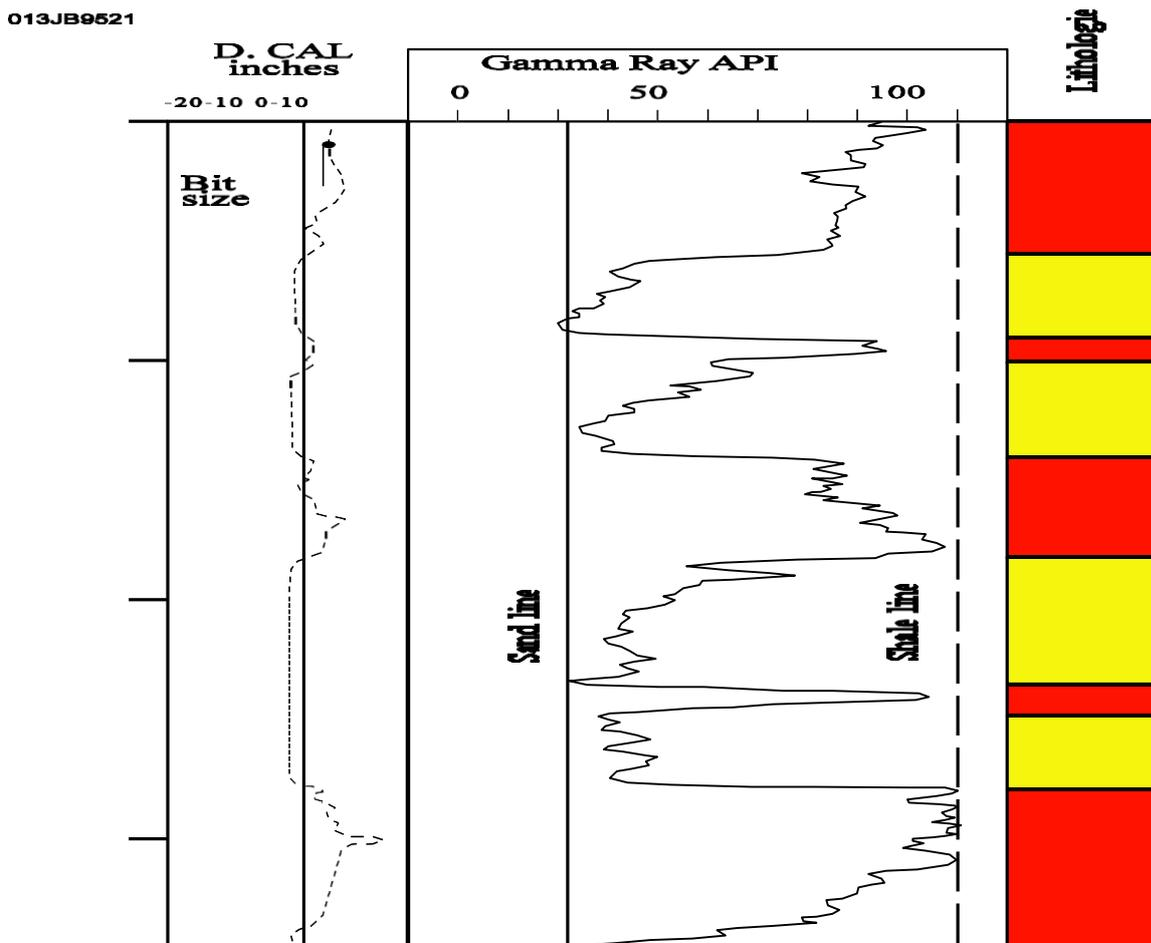 013JB9521
D. CAL
inches
-20-10 0-10
Gamma Ray API
0 50 100
Lithologie
Bit
size
Sand line
Shale line